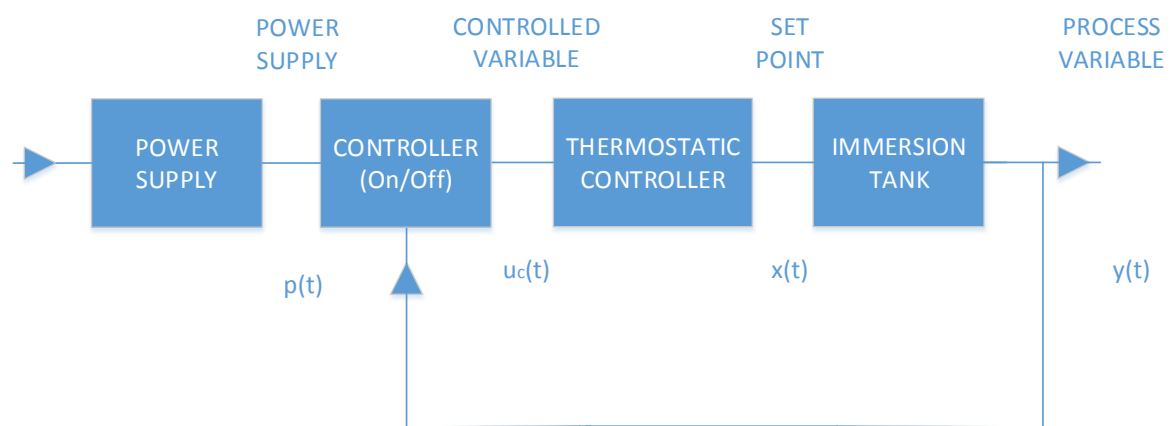 POWER
SUPPLY
CONTROLLED
VARIABLE
SET
POINT
PROCESS
VARIABLE
POWER
SUPPLY
CONTROLLER
(On/Off)
THERMOSTATIC
CONTROLLER
IMMERSION
TANK
p(t)
uc(t)
x(t)
y(t)